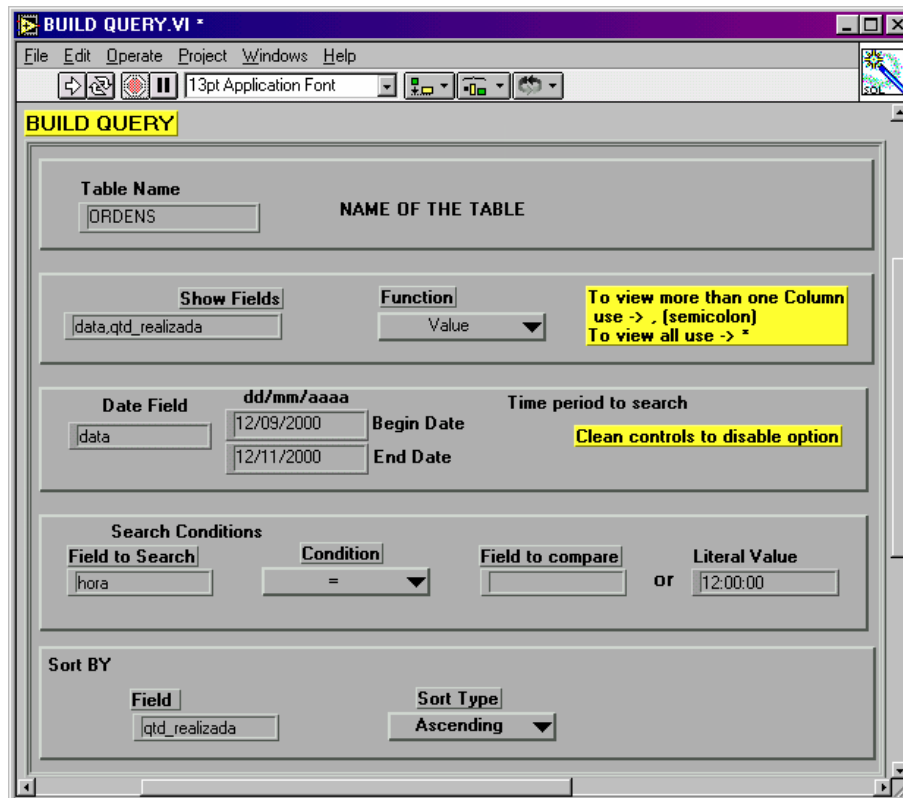 BUILD QUERY.VI *
File Edit Operate Project Windows Help
13pt Application Font
SQL
BUILD QUERY
Table Name
ORDENS
NAME OF THE TABLE
Show Fields
Function
data,qtd_realizada
Value
To view more than one Column
use -> , (semicolon)
To view all use -> *
Date Field
dd/mm/aaaa
Time period to search
data
12/09/2000 Begin Date
Clean controls to disable option
12/11/2000 End Date
Search Conditions
Field to Search
Condition
Field to compare
Literal Value
hora
=
or
12:00:00
Sort BY
Field
Sort Type
qtd_realizada
Ascending